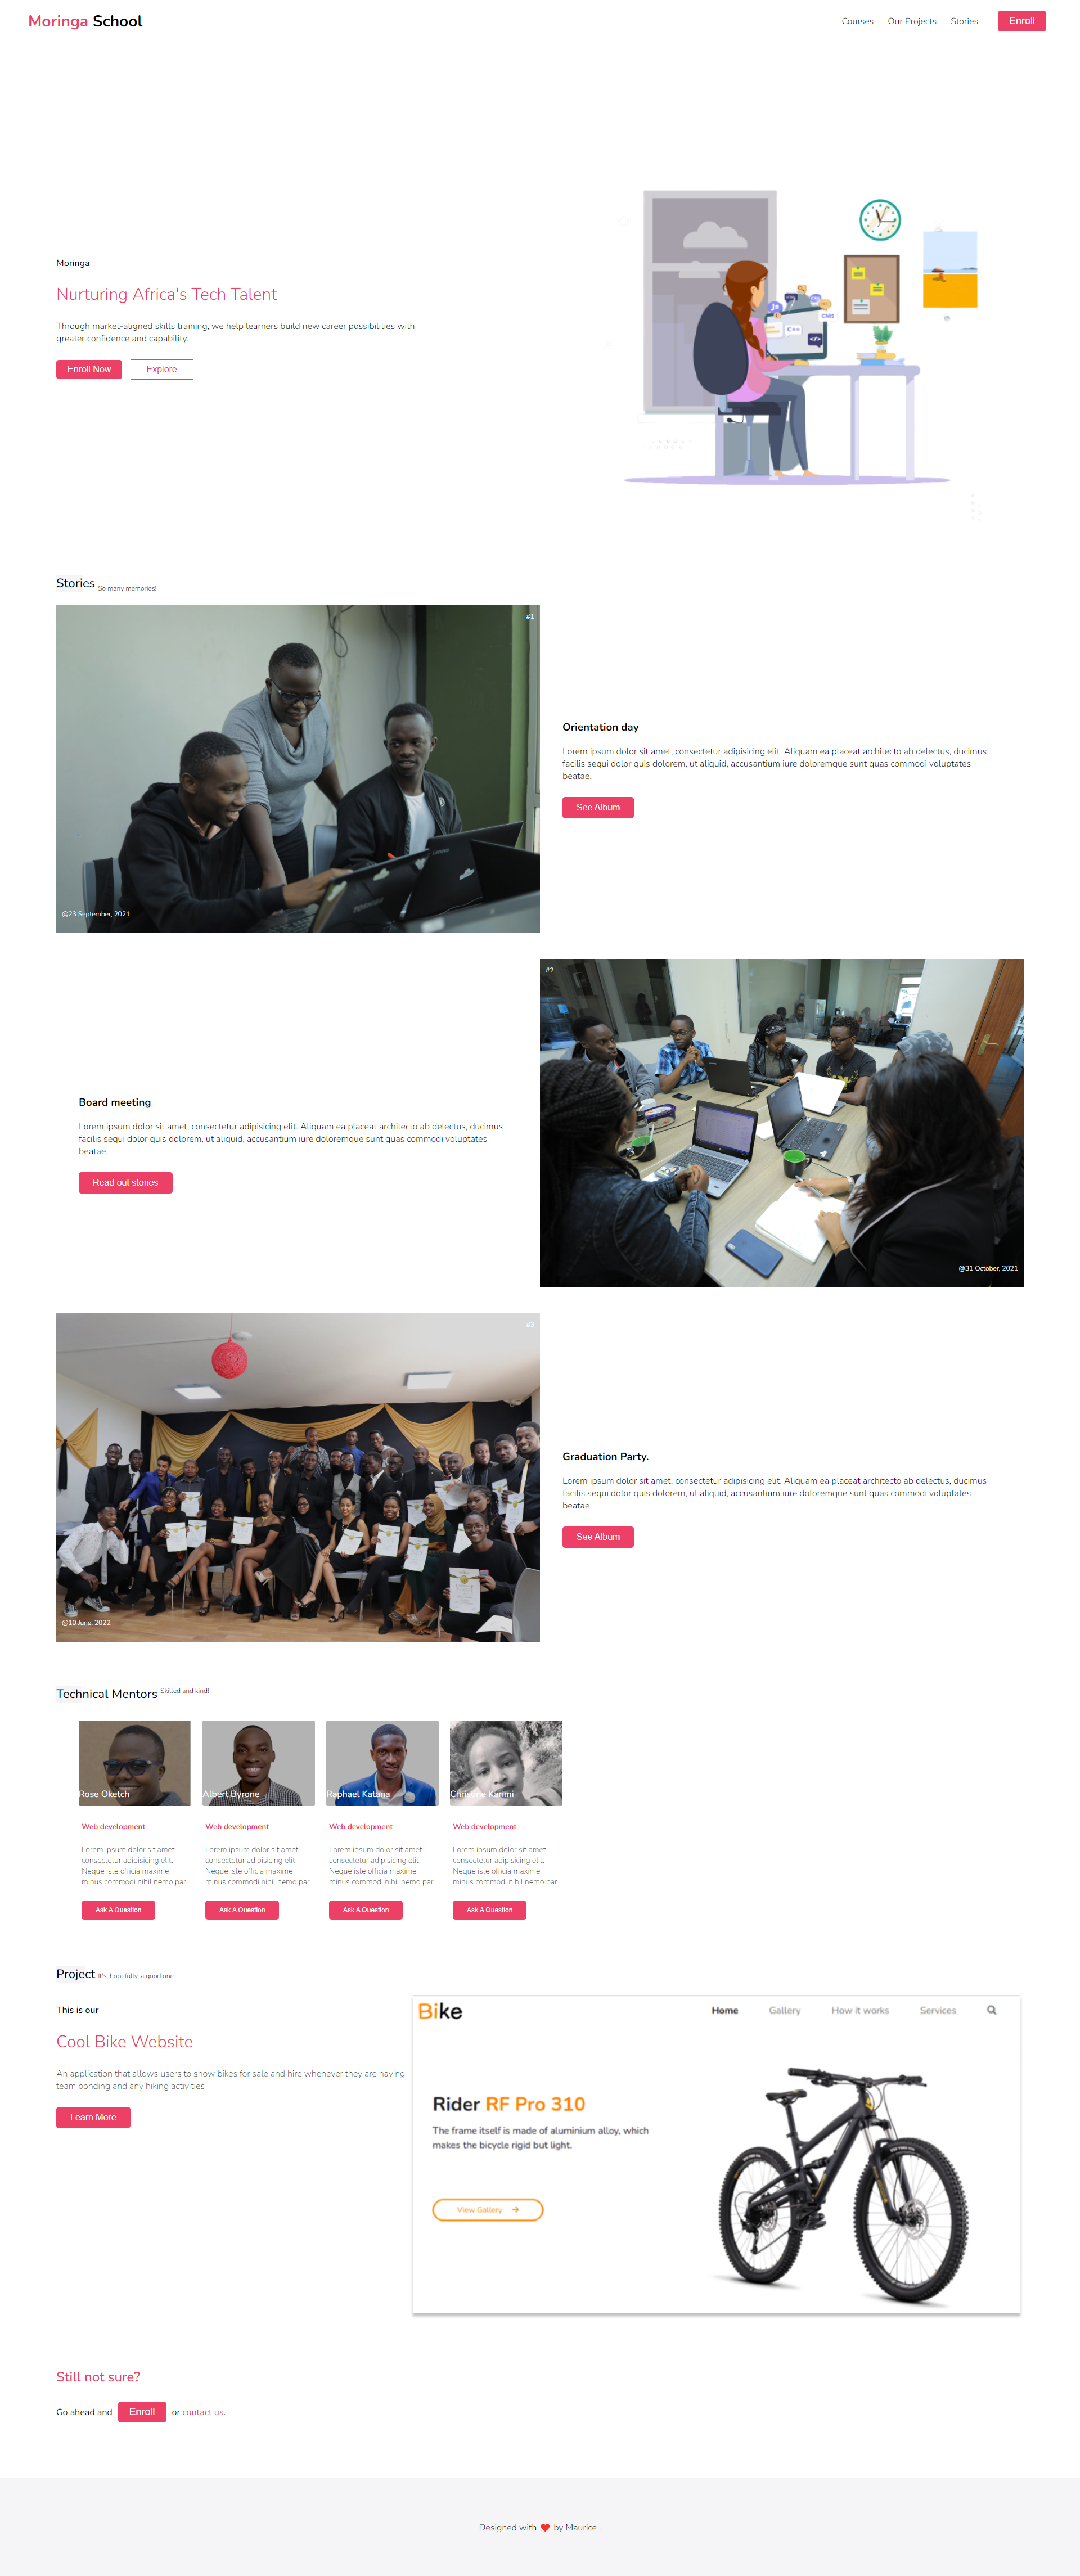 Moringa School
Courses
Our Projects
Stories
Enroll
Moringa
Nurturing Africa's Tech Talent
Through market-aligned skills training, we help learners build new career possibilities with
greater confidence and capability.
Enroll Now
Explore
JS
C++
CMS
</>
Stories So many memories!
#1
@23 September, 2021
Orientation day
Lorem ipsum dolor sit amet, consectetur adipisicing elit. Aliquam ea placeat architecto ab delectus, ducimus
facilis sequi dolor quis dolorem, ut aliquid, accusantium iure doloremque sunt quas commodi voluptates
beatae.
See Album
#2
@31 October, 2021
Board meeting
Lorem ipsum dolor sit amet, consectetur adipisicing elit. Aliquam ea placeat architecto ab delectus, ducimus
facilis sequi dolor quis dolorem, ut aliquid, accusantium iure doloremque sunt quas commodi voluptates
beatae.
Read out stories
#3
@10 June, 2022
Graduation Party.
Lorem ipsum dolor sit amet, consectetur adipisicing elit. Aliquam ea placeat architecto ab delectus, ducimus
facilis sequi dolor quis dolorem, ut aliquid, accusantium iure doloremque sunt quas commodi voluptates
beatae.
See Album
Technical Mentors Skilled and kind!
Rose Oketch
Web development
Lorem ipsum dolor sit amet
consectetur adipisicing elit.
Neque iste officia maxime
minus commodi nihil nemo par
Ask A Question
Albert Byrone
Web development
Lorem ipsum dolor sit amet
consectetur adipisicing elit.
Neque iste officia maxime
minus commodi nihil nemo par
Ask A Question
Raphael Katana
Web development
Lorem ipsum dolor sit amet
consectetur adipisicing elit.
Neque iste officia maxime
minus commodi nihil nemo par
Ask A Question
Christine Karimi
Web development
Lorem ipsum dolor sit amet
consectetur adipisicing elit.
Neque iste officia maxime
minus commodi nihil nemo par
Ask A Question
Project It's, hopefully, a good one.
This is our
Cool Bike Website
An application that allows users to show bikes for sale and hire whenever they are having
team bonding and any hiking activities
Learn More
Bike
Home
Gallery
How it works
Services
Rider RF Pro 310
The frame itself is made of aluminium alloy, which
makes the bicycle rigid but light.
View Gallery
Still not sure?
Go ahead and Enroll or contact us.
Designed with ❤ by Maurice .